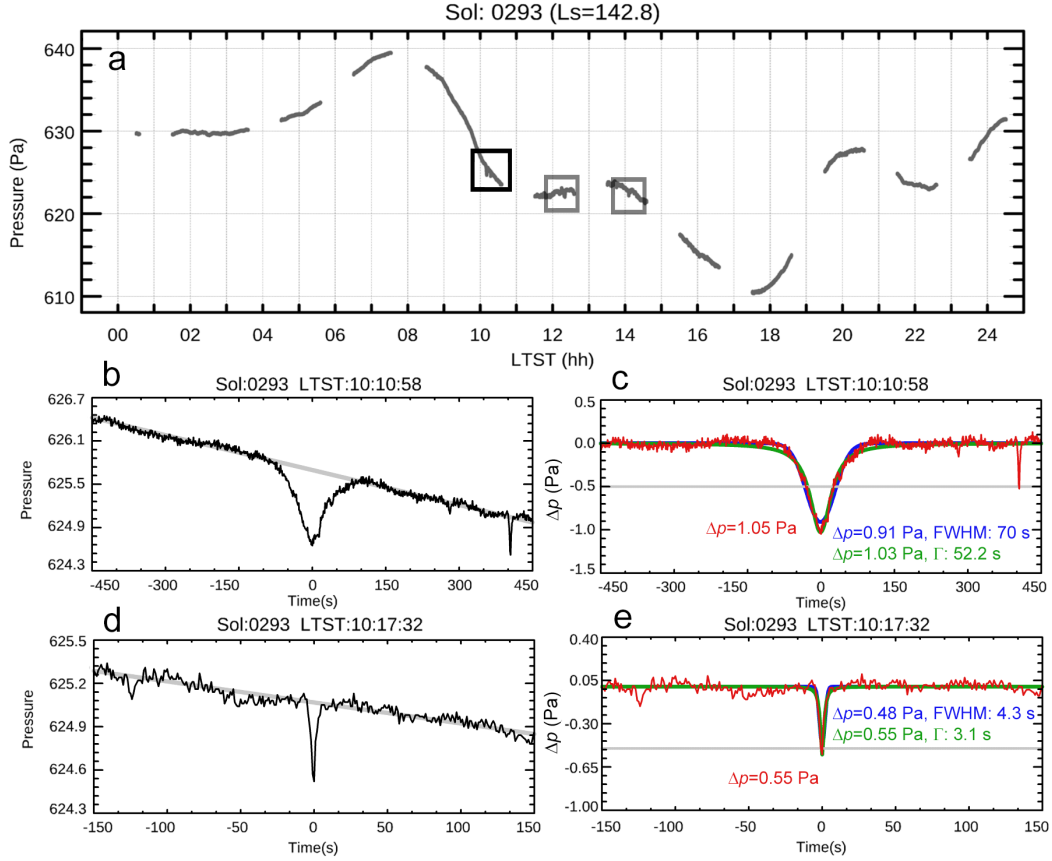 Sol: 0293 (Ls=142.8)
a
640
630
620
610
Pressure (Pa)
00 02 04 06 08 10 12 14 16 18 20 22 24
LTST (hh)
b
Sol:0293 LTST:10:10:58
626.7
626.1
625.5
624.9
624.3
Pressure
-450 -300 -150 0 150 300 450
Time(s)
c
Sol:0293 LTST:10:10:58
0.5
0.0
-0.5
-1.0
-1.5
Δp (Pa)
Δp=1.05 Pa
Δp=0.91 Pa, FWHM: 70 s
Δp=1.03 Pa, Γ: 52.2 s
-450 -300 -150 0 150 300 450
Time(s)
d
Sol:0293 LTST:10:17:32
625.5
625.2
624.9
624.6
624.3
Pressure
-150 -100 -50 0 50 100 150
Time(s)
e
Sol:0293 LTST:10:17:32
0.40
0.05
-0.30
-0.65
-1.00
Δp (Pa)
Δp=0.48 Pa, FWHM: 4.3 s
Δp=0.55 Pa, Γ: 3.1 s
Δp=0.55 Pa
-150 -100 -50 0 50 100 150
Time(s)